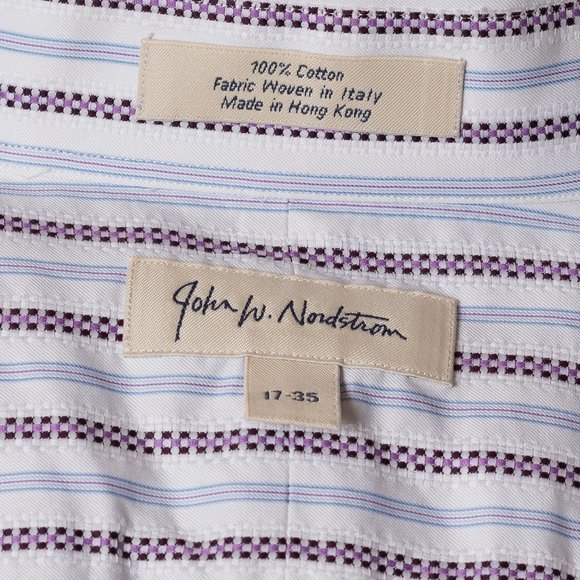 100% Cotton
Fabric Woven in Italy
Made in Hong Kong
John W. Nordstrom
17-35